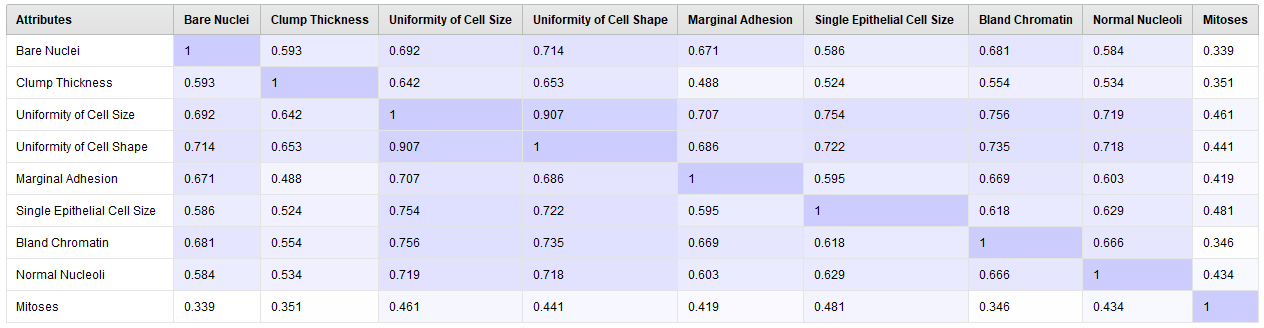 Attributes Bare Nuclei Clump Thickness Uniformity of Cell Size Uniformity of Cell Shape Marginal Adhesion Single Epithelial Cell Size Bland Chromatin Normal Nucleoli Mitoses
Bare Nuclei 1 0.593 0.692 0.714 0.671 0.586 0.681 0.584 0.339
Clump Thickness 0.593 1 0.642 0.653 0.488 0.524 0.554 0.534 0.351
Uniformity of Cell Size 0.692 0.642 1 0.907 0.707 0.754 0.756 0.719 0.461
Uniformity of Cell Shape 0.714 0.653 0.907 1 0.686 0.722 0.735 0.718 0.441
Marginal Adhesion 0.671 0.488 0.707 0.686 1 0.595 0.669 0.603 0.419
Single Epithelial Cell Size 0.586 0.524 0.754 0.722 0.595 1 0.618 0.629 0.481
Bland Chromatin 0.681 0.554 0.756 0.735 0.669 0.618 1 0.666 0.346
Normal Nucleoli 0.584 0.534 0.719 0.718 0.603 0.629 0.666 1 0.434
Mitoses 0.339 0.351 0.461 0.441 0.419 0.481 0.346 0.434 1